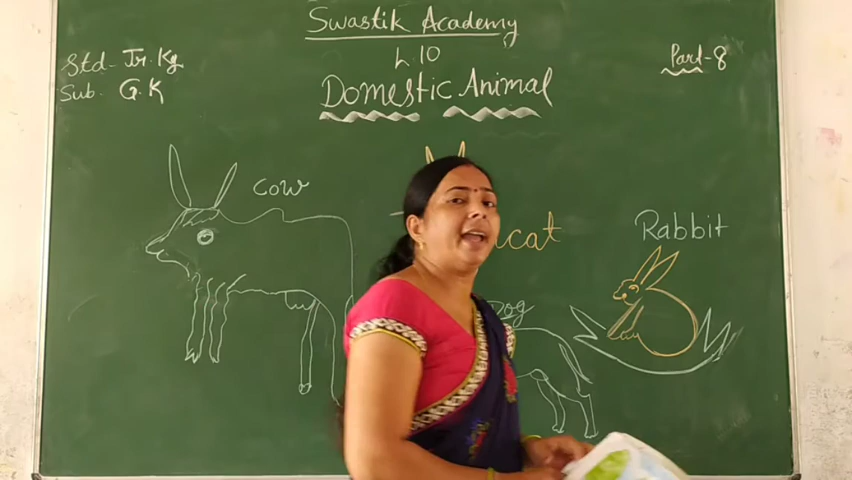 Swastik Academy
Std- Jr. Kg
Sub. G.K
L.10
Part-8
Domestic Animal
cow
cat
Rabbit
Dog